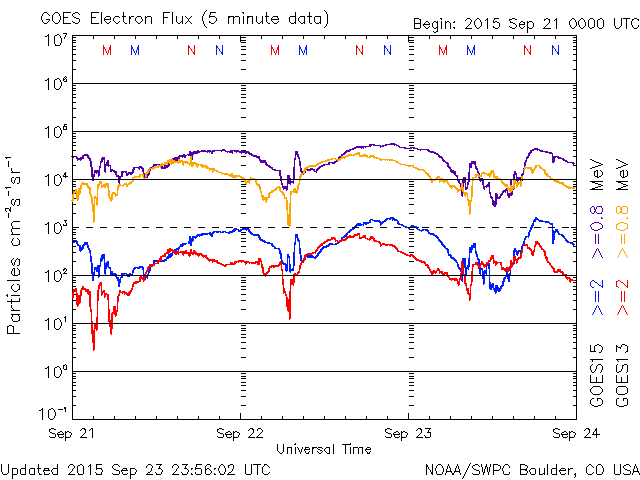 GOES Electron Flux (5 minute data)
Begin: 2015 Sep 21 0000 UTC
M M N N M M N N M M N N
10⁷
10⁶
10⁵
10⁴
10³
10²
10¹
10⁰
10⁻¹
Particles cm⁻²s⁻¹sr⁻¹
Sep 21 Sep 22 Sep 23 Sep 24
Universal Time
GOES15 >=2 >=0.8 MeV
GOES13 >=2 >=0.8 MeV
Updated 2015 Sep 23 23:56:02 UTC
NOAA/SWPC Boulder, CO USA